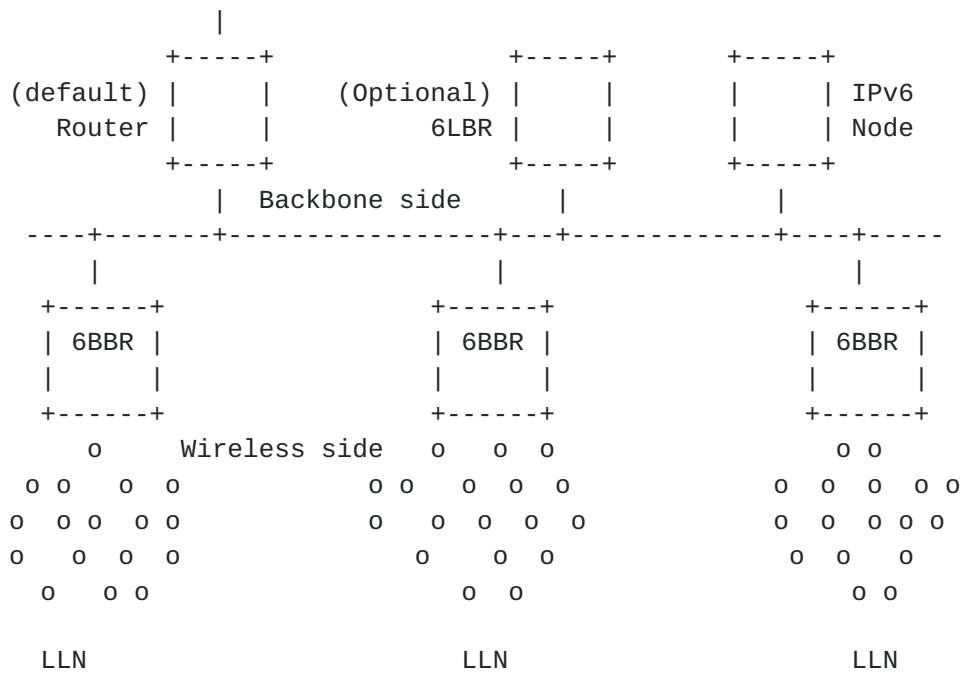 (default) (Optional) IPv6
Router 6LBR Node
Backbone side
6BBR 6BBR 6BBR
o Wireless side o o o o o
o o o o o o o o o o o o o o
o o o o o o o o o o o o o o o
o o o o o o o o o o
o o o o o o o
LLN LLN LLN